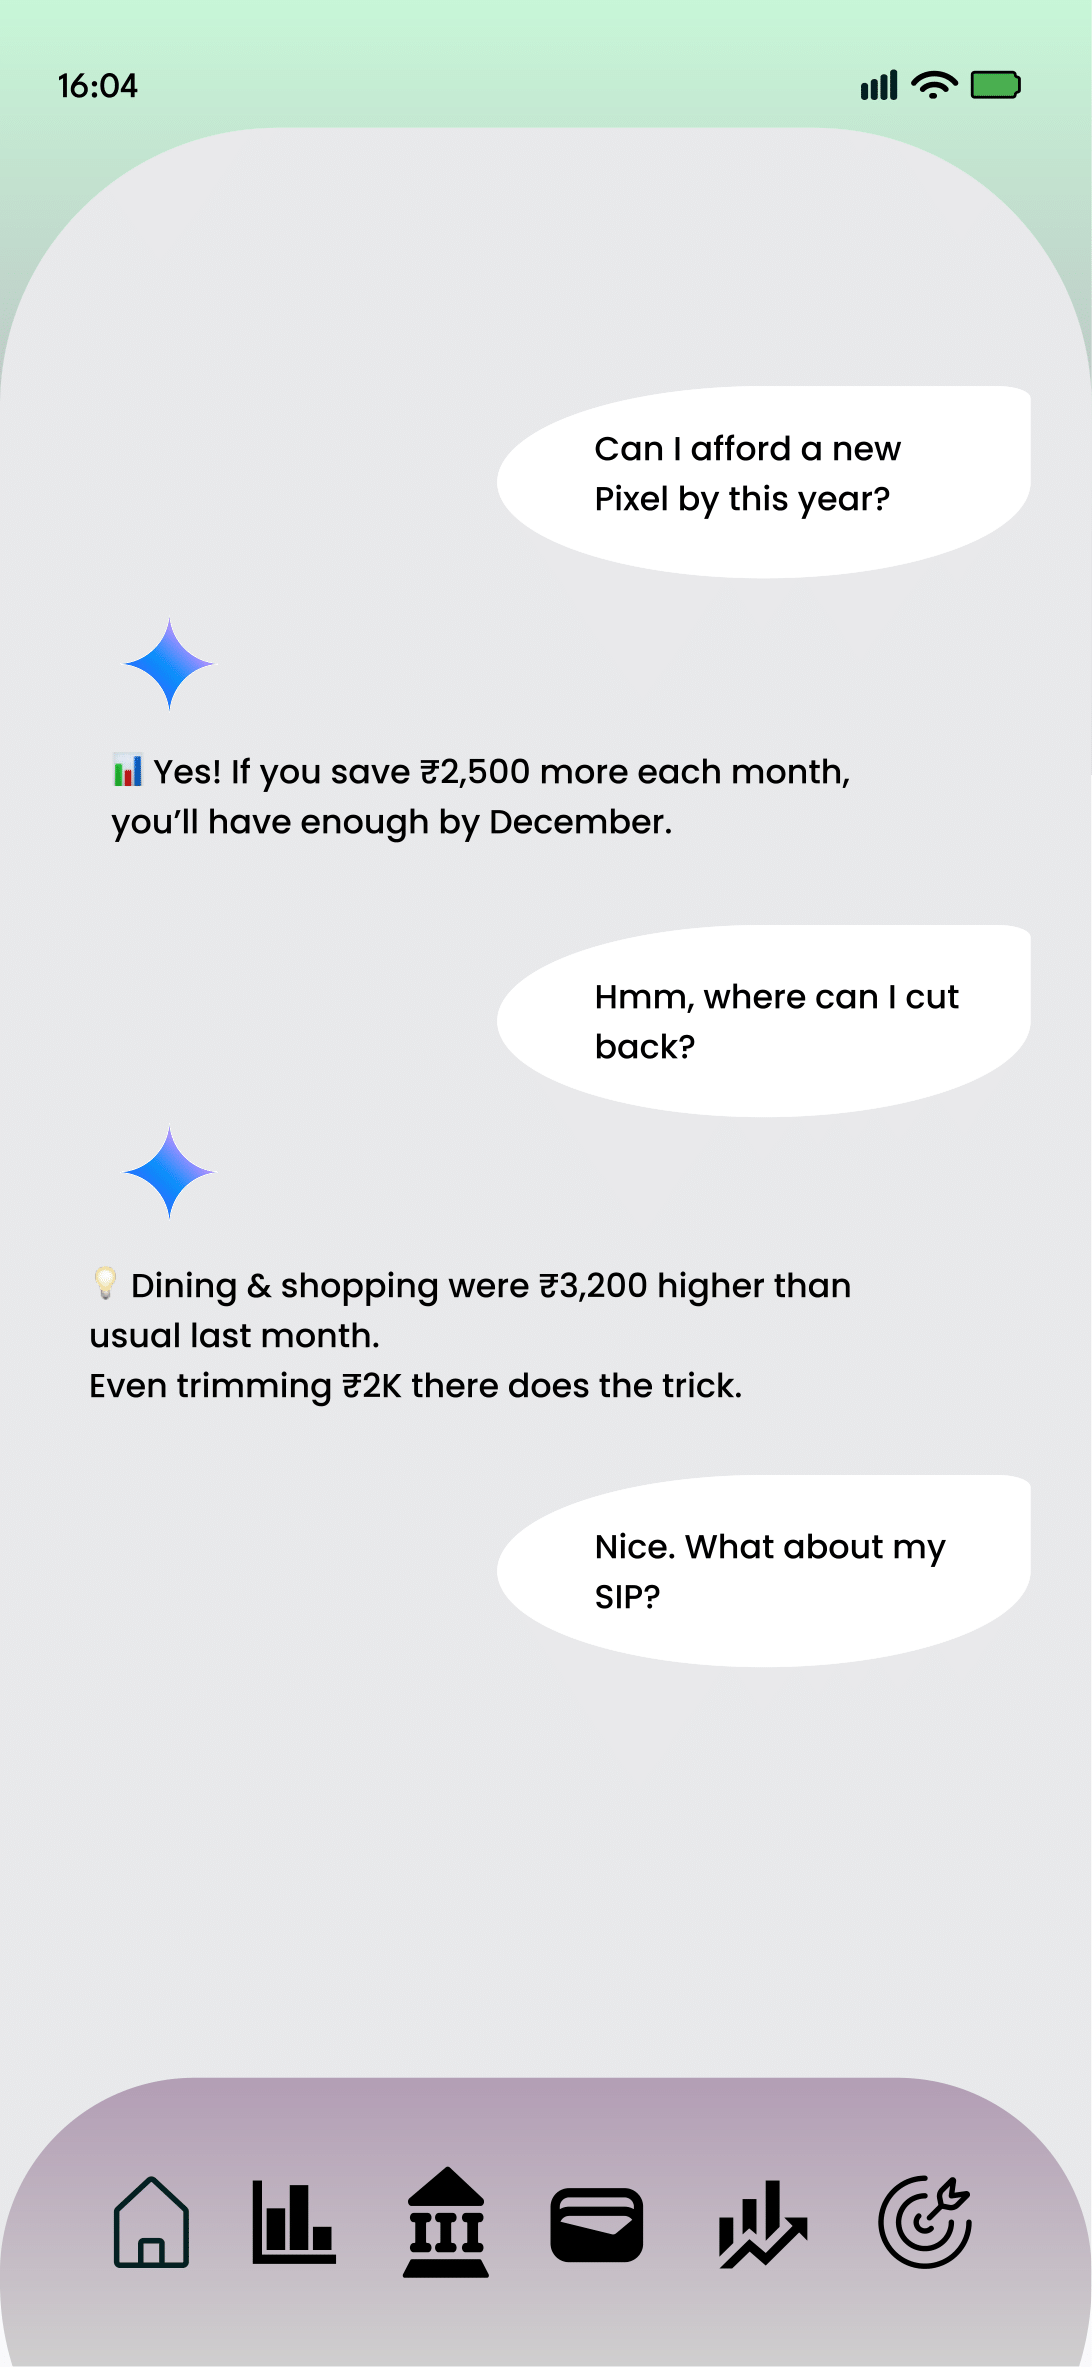 16:04
Can I afford a new
Pixel by this year?
📊 Yes! If you save ₹2,500 more each month,
you’ll have enough by December.
Hmm, where can I cut
back?
💡 Dining & shopping were ₹3,200 higher than
usual last month.
Even trimming ₹2K there does the trick.
Nice. What about my
SIP?